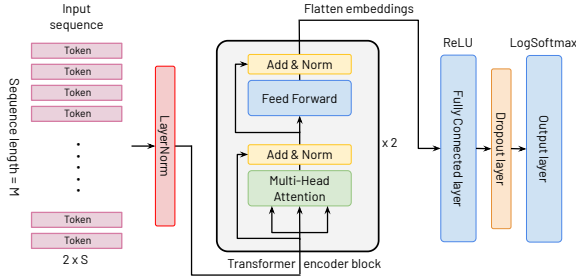 Input
sequence
Token
Token
Token
Token
Token
Token
2 x S
Sequence length = M
LayerNorm
Flatten embeddings
Add & Norm
Feed Forward
Add & Norm
Multi-Head
Attention
x 2
Transformer encoder block
ReLU
Fully Connected layer
Dropout layer
LogSoftmax
Output layer